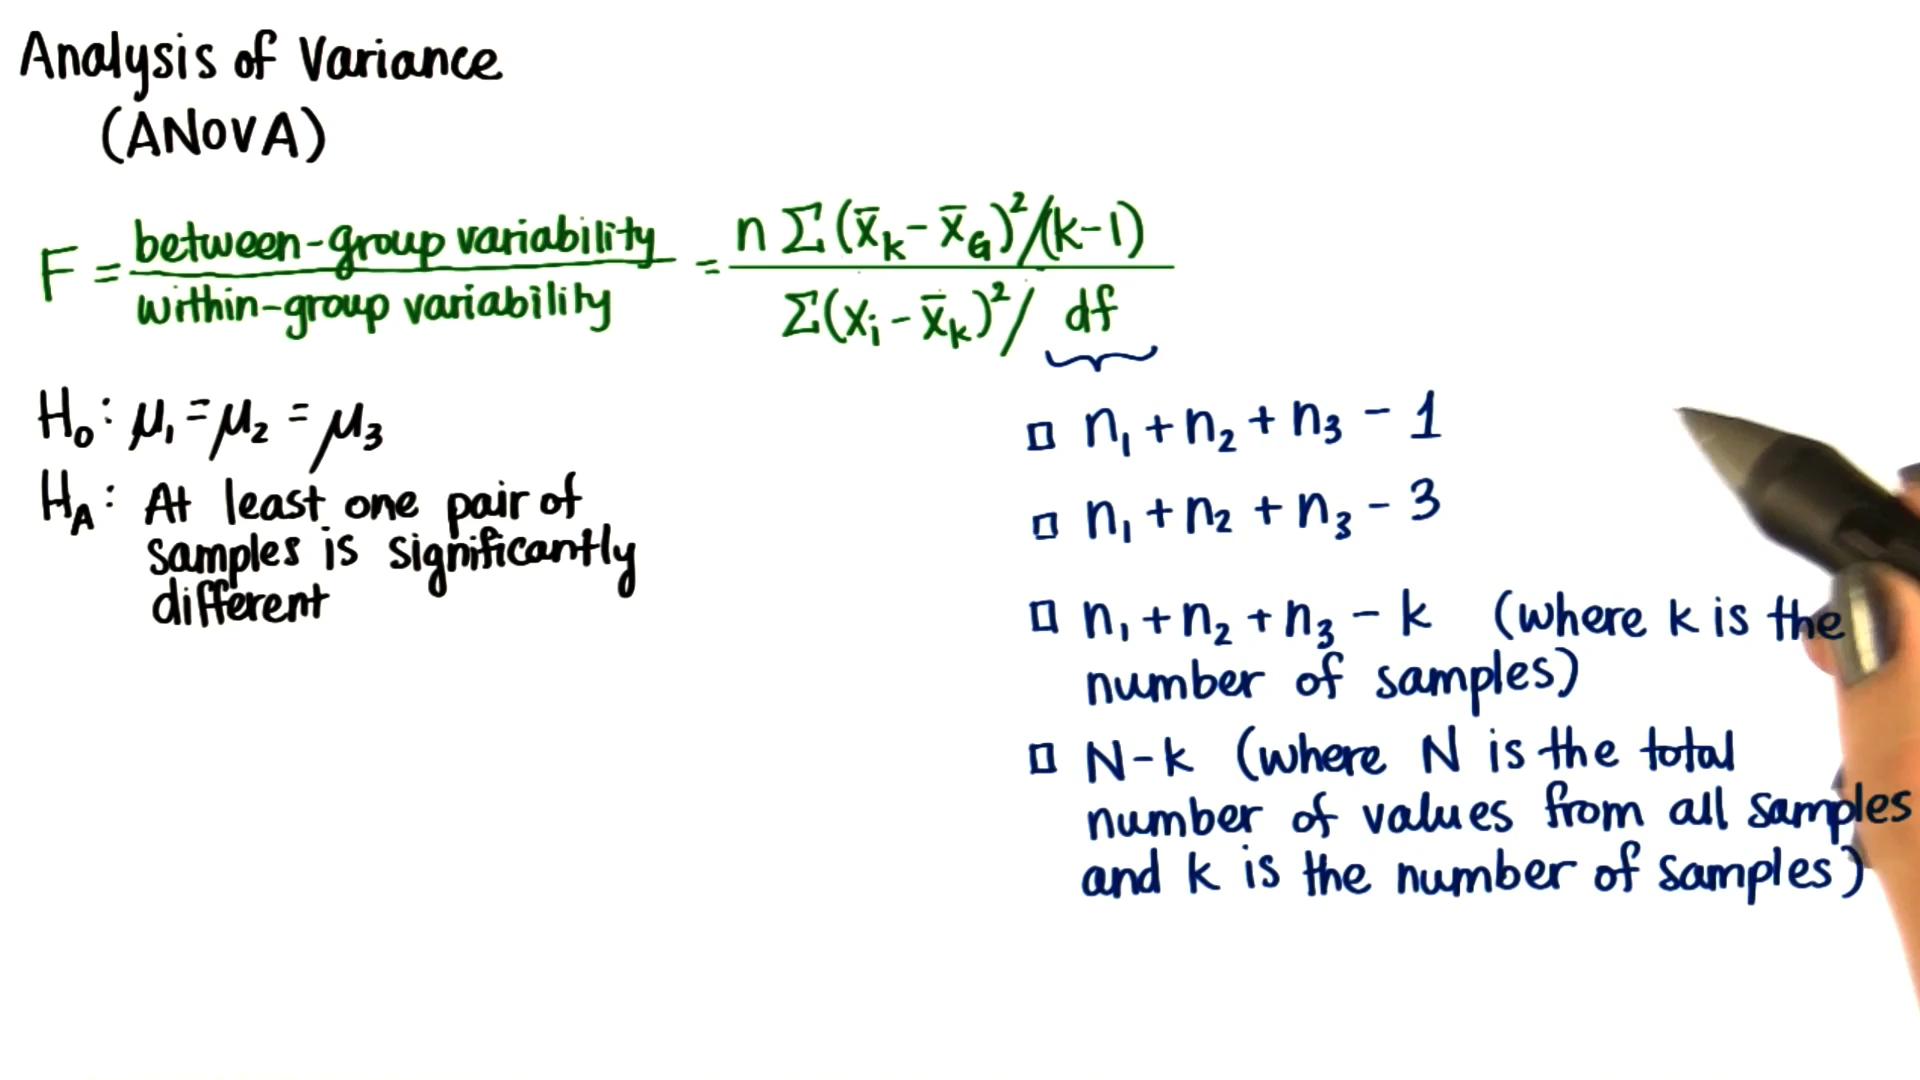 Analysis of Variance
(ANOVA)
F = between-group variability / within-group variability = n Σ(x̄k - x̄G)²/(k-1) / Σ(xi - x̄k)²/ df
H₀: μ₁ = μ₂ = μ₃
HA: At least one pair of
samples is significantly
different
□ n₁ + n₂ + n₃ - 1
□ n₁ + n₂ + n₃ - 3
□ n₁ + n₂ + n₃ - k (where k is the
number of samples)
□ N-k (where N is the total
number of values from all samples
and k is the number of samples)